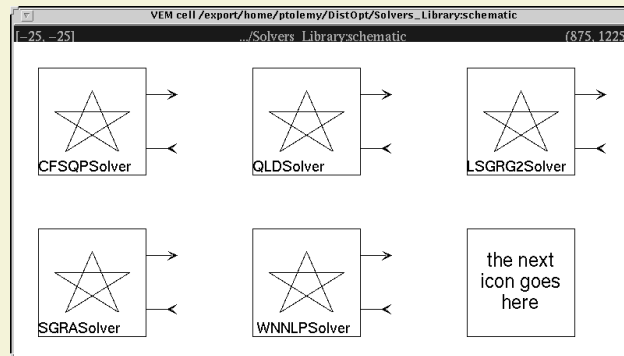 VEM cell /export/home/ptolemy/DistOpt/Solvers_Library:schematic
[-25, -25] .../Solvers_Library:schematic (875, 1225
CFSQPSolver QLDSolver LSGRG2Solver
SGRASolver WNNLPSolver
the next
icon goes
here